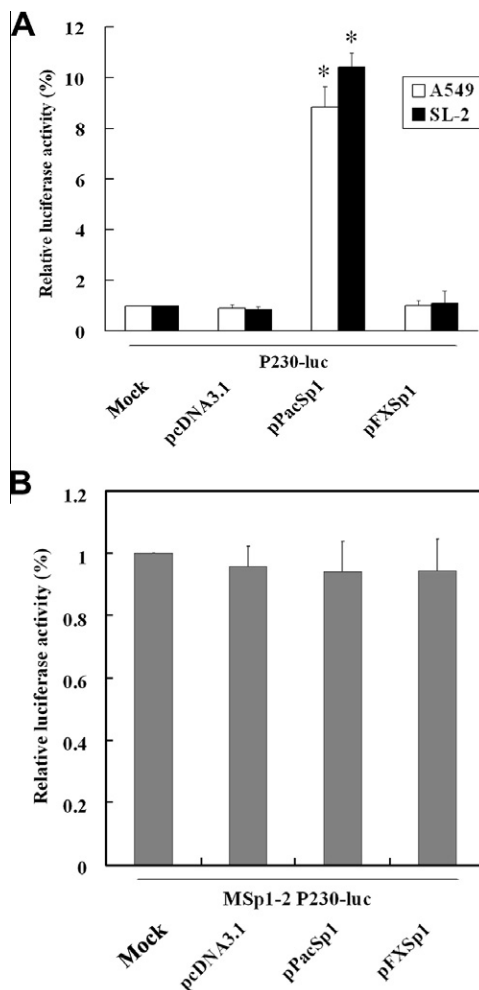 A
Relative luciferase activity (%)
12
10
8
6
4
2
0
*
*
A549
SL-2
P230-luc
Mock
pcDNA3.1
pPacSp1
pFXSp1
B
Relative luciferase activity (%)
1.2
1
0.8
0.6
0.4
0.2
0
MSp1-2 P230-luc
Mock
pcDNA3.1
pPacSp1
pFXSp1